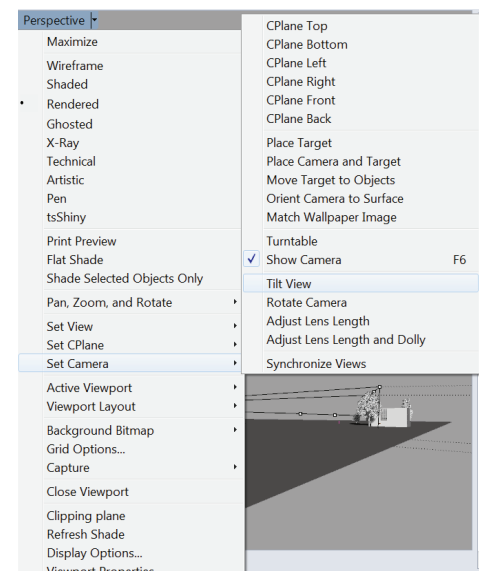 Perspective
Maximize
Wireframe
Shaded
Rendered
Ghosted
X-Ray
Technical
Artistic
Pen
tsShiny
Print Preview
Flat Shade
Shade Selected Objects Only
Pan, Zoom, and Rotate
Set View
Set CPlane
Set Camera
Active Viewport
Viewport Layout
Background Bitmap
Grid Options...
Capture
Close Viewport
Clipping plane
Refresh Shade
Display Options...
Viewport Properties
CPlane Top
CPlane Bottom
CPlane Left
CPlane Right
CPlane Front
CPlane Back
Place Target
Place Camera and Target
Move Target to Objects
Orient Camera to Surface
Match Wallpaper Image
Turntable
Show Camera F6
Tilt View
Rotate Camera
Adjust Lens Length
Adjust Lens Length and Dolly
Synchronize Views